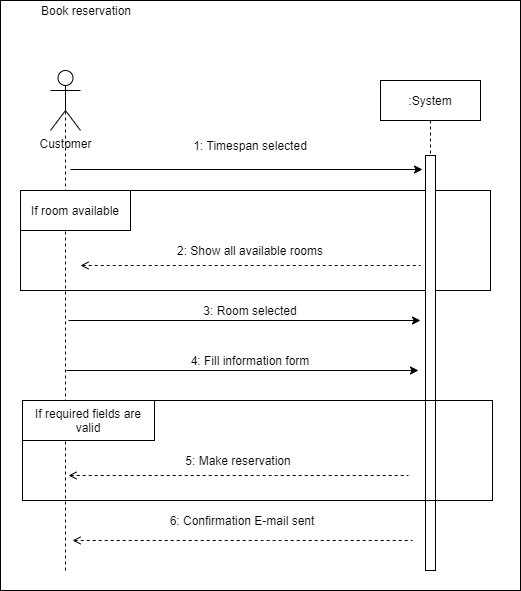 Book reservation
:System
Customer
1: Timespan selected
If room available
2: Show all available rooms
3: Room selected
4: Fill information form
If required fields are
valid
5: Make reservation
6: Confirmation E-mail sent